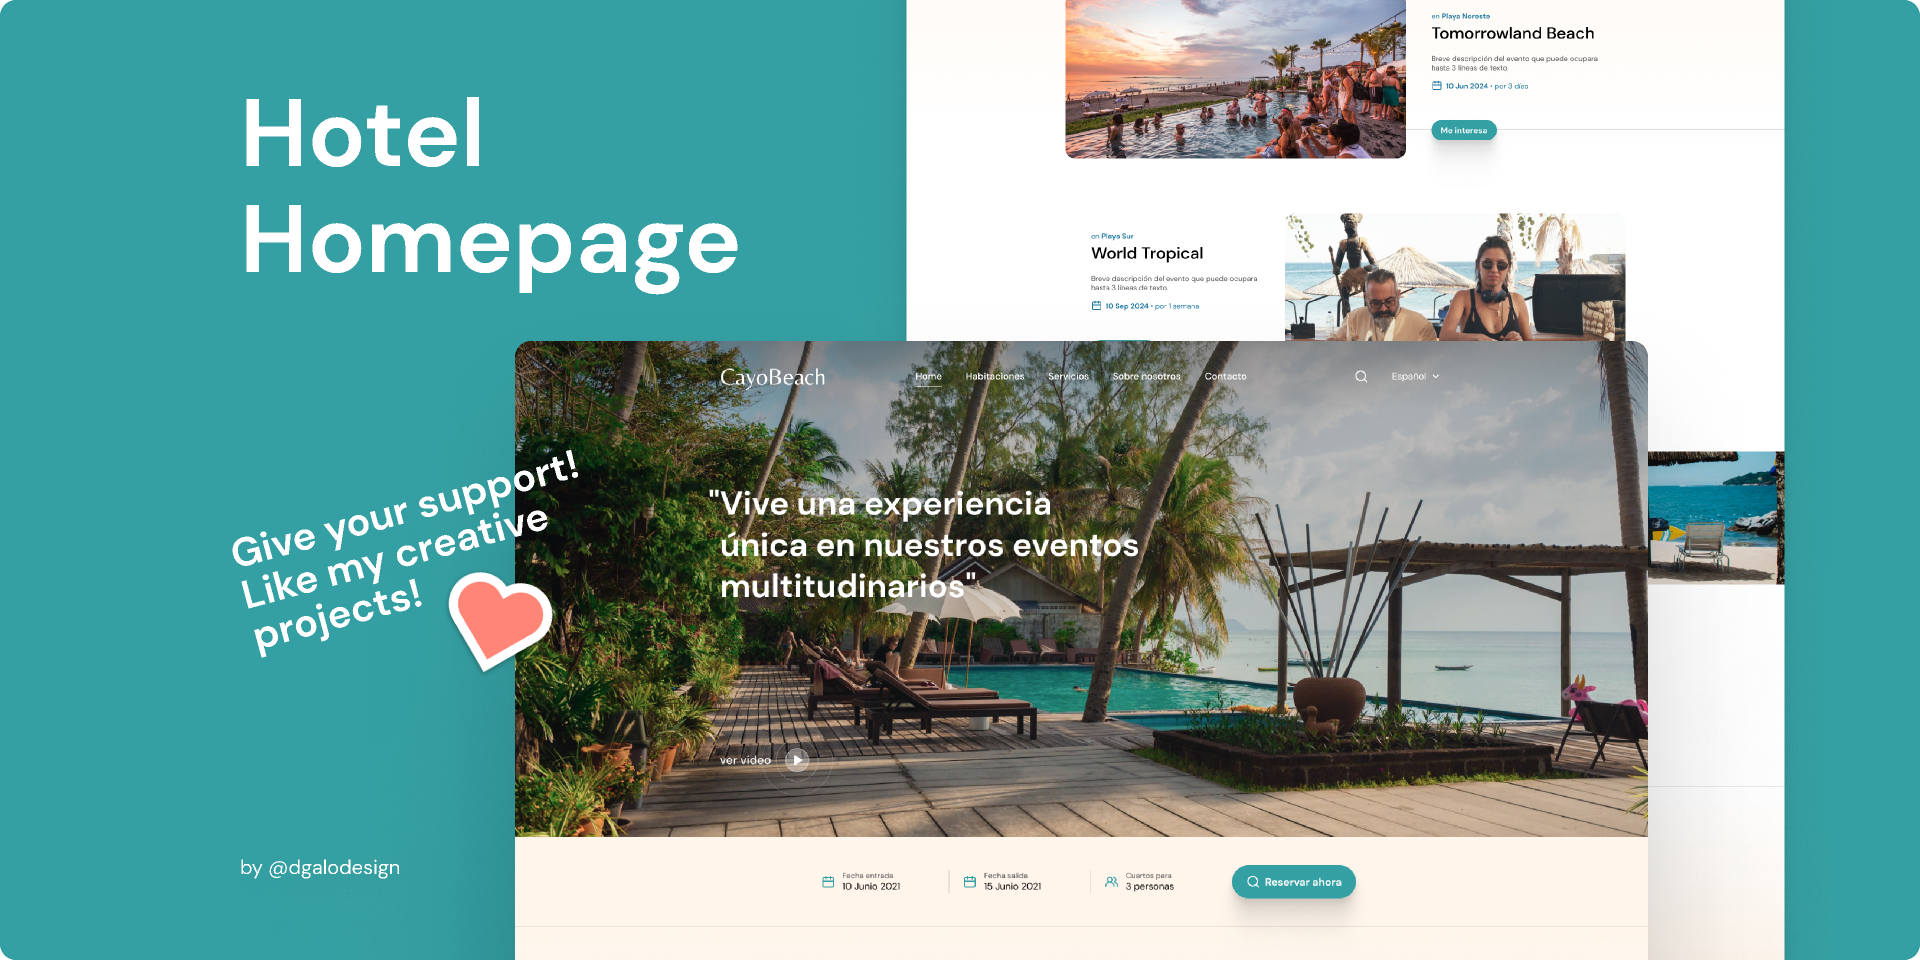 Hotel
Homepage
Give your support!
Like my creative
projects!
by @dgalodesign
en Playa Noreste
Tomorrowland Beach
Breve descripción del evento que puede ocupara
hasta 3 líneas de texto.
10 Jun 2024 • por 3 días
Me interesa
en Playa Sur
World Tropical
Breve descripción del evento que puede ocupara
hasta 3 líneas de texto.
10 Sep 2024 • por 1 semana
CayoBeach
Home
Habitaciones
Servicios
Sobre nosotros
Contacto
Español
"Vive una experiencia
única en nuestros eventos
multitudinarios"
ver video
Fecha entrada
10 Junio 2021
Fecha salida
15 Junio 2021
Cuartos para
3 personas
Reservar ahora